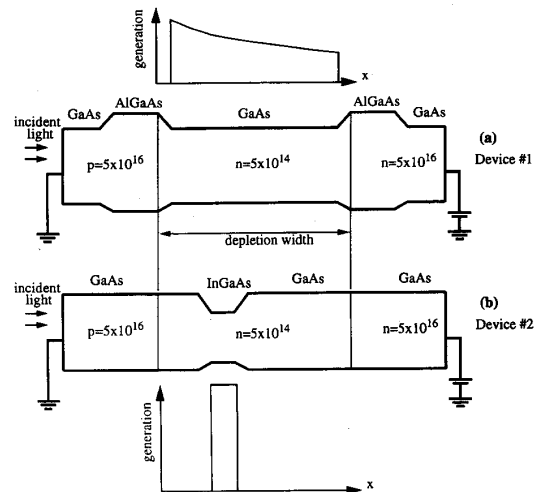 generation
x
AlGaAs
AlGaAs
GaAs
GaAs
GaAs
incident
light
(a)
Device #1
p=5x10^16
n=5x10^14
n=5x10^16
depletion width
incident
light
GaAs
InGaAs
GaAs
GaAs
(b)
Device #2
p=5x10^16
n=5x10^14
n=5x10^16
generation
x